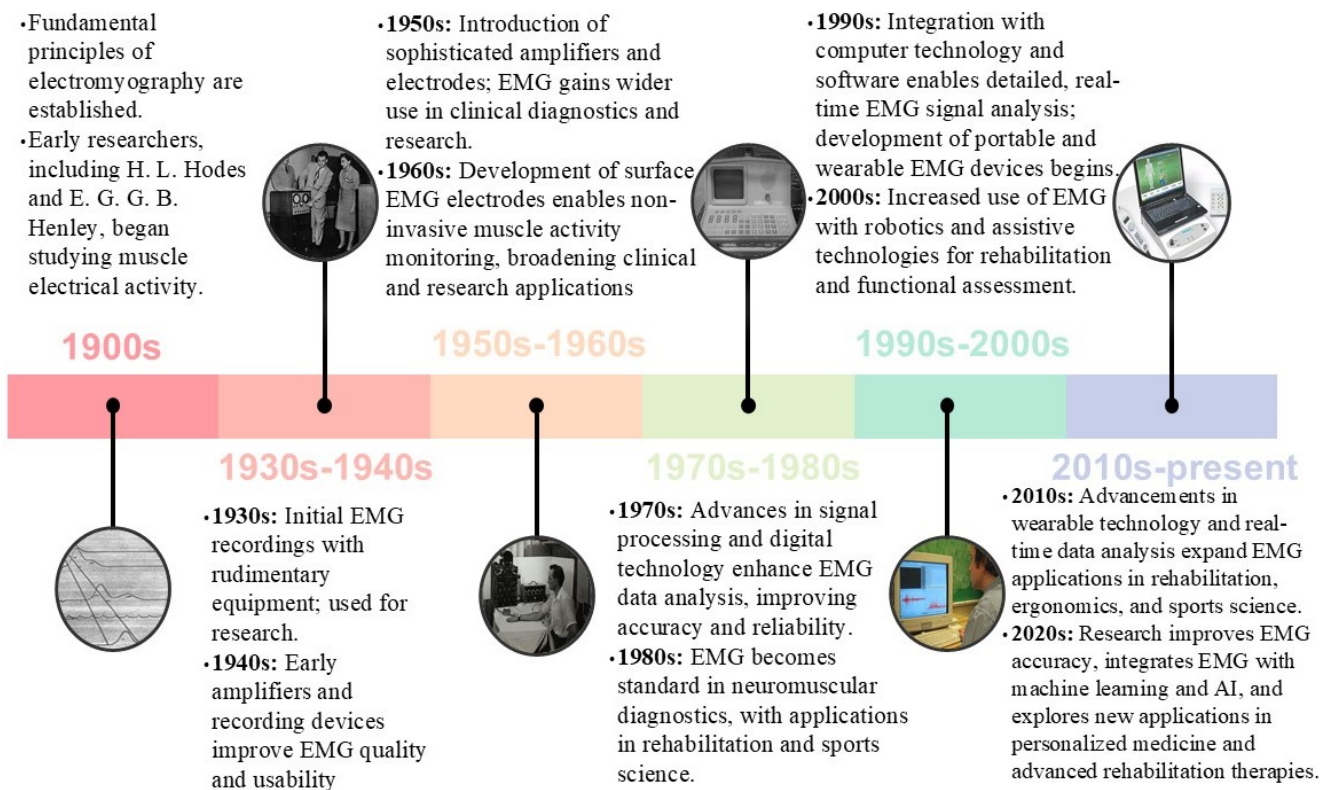 •Fundamental
principles of
electromyography are
established.
•Early researchers,
including H. L. Hodes
and E. G. G. B.
Henley, began
studying muscle
electrical activity.
1900s
•1930s: Initial EMG
recordings with
rudimentary
equipment; used for
research.
•1940s: Early
amplifiers and
recording devices
improve EMG quality
and usability
1930s-1940s
•1950s: Introduction of
sophisticated amplifiers and
electrodes; EMG gains wider
use in clinical diagnostics and
research.
•1960s: Development of surface
EMG electrodes enables non-
invasive muscle activity
monitoring, broadening clinical
and research applications
1950s-1960s
1970s-1980s
•1970s: Advances in signal
processing and digital
technology enhance EMG
data analysis, improving
accuracy and reliability.
•1980s: EMG becomes
standard in neuromuscular
diagnostics, with applications
in rehabilitation and sports
science.
•1990s: Integration with
computer technology and
software enables detailed, real-
time EMG signal analysis;
development of portable and
wearable EMG devices begins.
•2000s: Increased use of EMG
with robotics and assistive
technologies for rehabilitation
and functional assessment.
1990s-2000s
2010s-present
•2010s: Advancements in
wearable technology and real-
time data analysis expand EMG
applications in rehabilitation,
ergonomics, and sports science.
•2020s: Research improves EMG
accuracy, integrates EMG with
machine learning and AI, and
explores new applications in
personalized medicine and
advanced rehabilitation therapies.